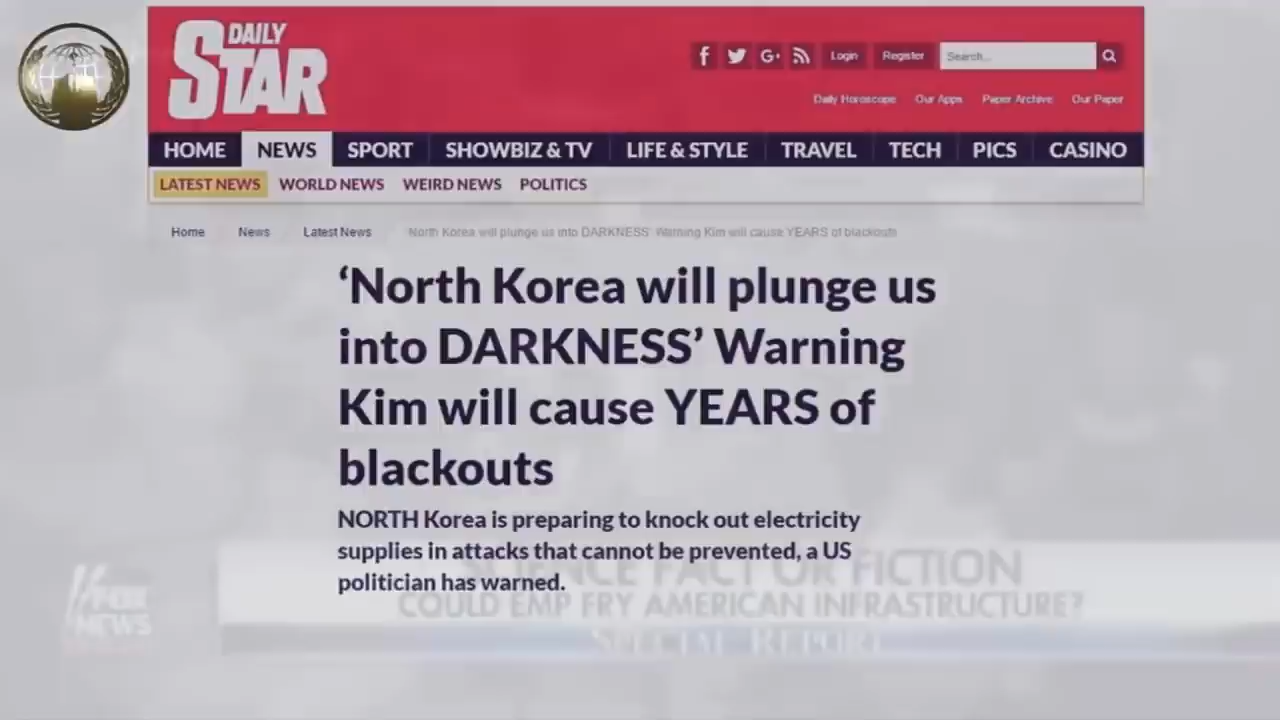 DAILY
STAR
Login Register Search...
Daily Horoscope Our Apps Paper Archive Our Paper
HOME NEWS SPORT SHOWBIZ & TV LIFE & STYLE TRAVEL TECH PICS CASINO
LATEST NEWS WORLD NEWS WEIRD NEWS POLITICS
Home News Latest News North Korea will plunge us into DARKNESS' Warning Kim will cause YEARS of blackouts
‘North Korea will plunge us
into DARKNESS’ Warning
Kim will cause YEARS of
blackouts
NORTH Korea is preparing to knock out electricity
supplies in attacks that cannot be prevented, a US
politician has warned.
SCIENCE FACT OR FICTION
COULD EMP FRY AMERICAN INFRASTRUCTURE?
SPECIAL REPORT
FOX
NEWS